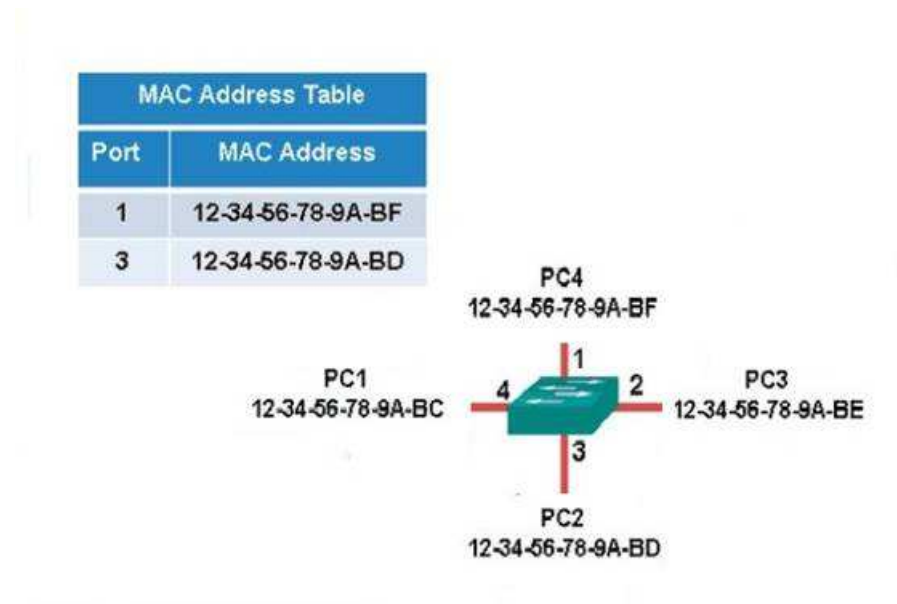 MAC Address Table
Port MAC Address
1 12-34-56-78-9A-BF
3 12-34-56-78-9A-BD
PC4
12-34-56-78-9A-BF
1
PC1
12-34-56-78-9A-BC
4
2
PC3
12-34-56-78-9A-BE
3
PC2
12-34-56-78-9A-BD